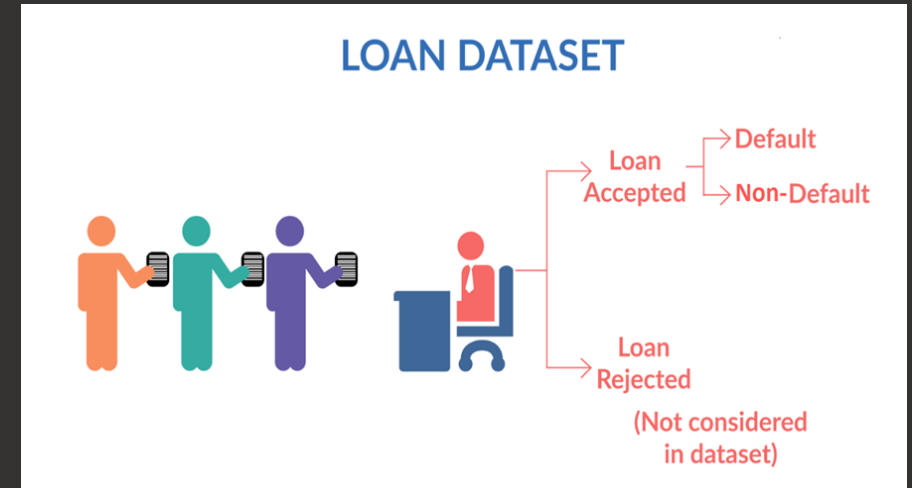 LOAN DATASET
Default
Loan
Accepted
Non-Default
Loan
Rejected
(Not considered
in dataset)